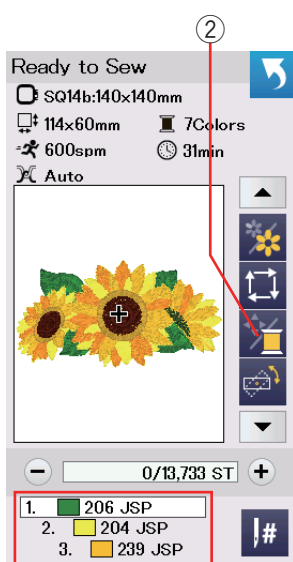 ②
Ready to Sew
SQ14b:140x140mm
114x60mm 7Colors
600spm 31min
Auto
− 0/13,733 ST +
1. 206 JSP
2. 204 JSP
3. 239 JSP
#